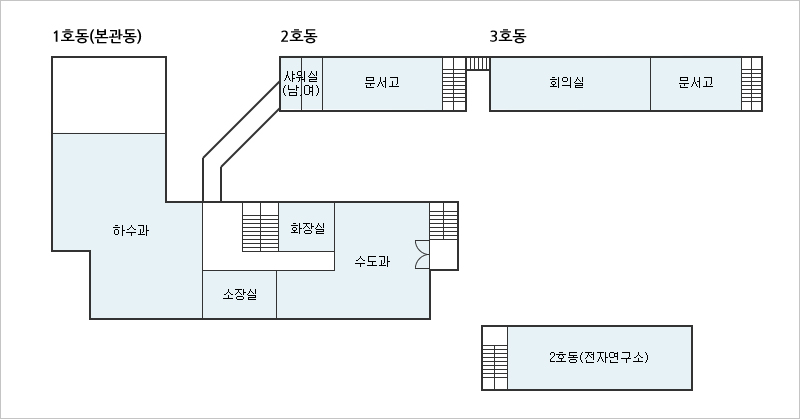 1호동(본관동)
2호동
3호동
샤워실
(남,여)
문서고
회의실
문서고
하수과
화장실
수도과
소장실
2호동(전자연구소)